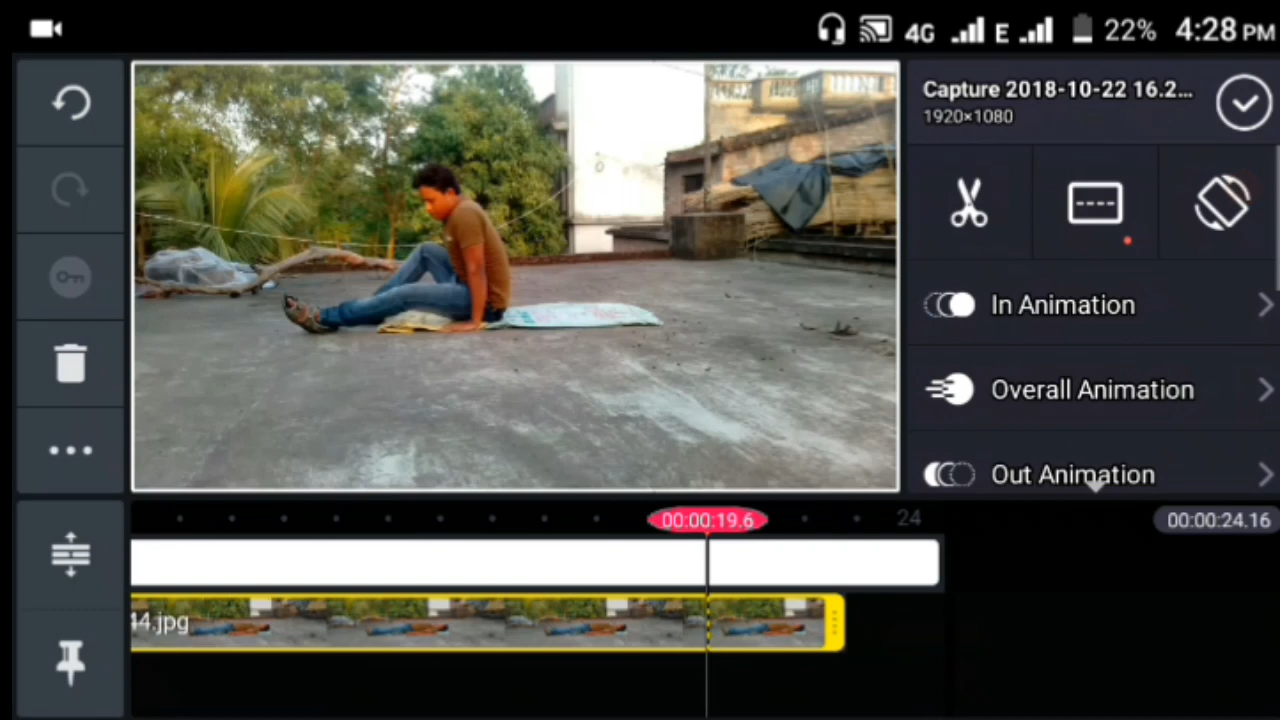 4G E 22% 4:28 PM
Capture 2018-10-22 16.2...
1920×1080
In Animation
Overall Animation
Out Animation
00:00:19.6
24
00:00:24.16
44.jpg